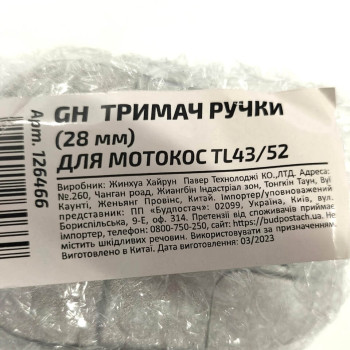 GH ТРИМАЧ РУЧКИ
(28 мм)
ДЛЯ МОТОКОС TL43/52
Арт. 126466
Виробник: Жинхуа Хайрун Павер Технолоджі КО.,ЛТД. Адреса:
№.260, Чанган роад, Жиангбін Індастріал зон, Тонгкін Таун, Вуі
Каунті, Женьянг Провінс, Китай. Імпортер/уповноважений
представник: ПП «Будпостач» 02099, Україна, Київ, вул.
Бориспільська, 9-Е, оф. 314. Претензії від споживачів приймає
імпортер, телефон: 0800-750-250, сайт: https://budpostach.ua. Не
містить шкідливих речовин. Використовувати за призначенням.
Виготовлено в Китаї. Дата виготовлення: 03/2023